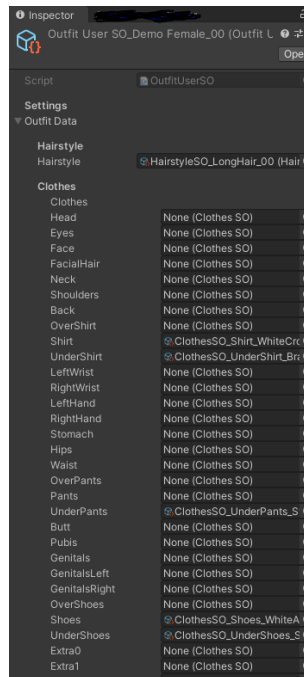 Inspector
Outfit User SO_Demo Female_00 (Outfit U
Ope
Script OutfitUserSO
Settings
Outfit Data
Hairstyle
Hairstyle HairstyleSO_LongHair_00 (Hair
Clothes
Clothes
Head None (Clothes SO)
Eyes None (Clothes SO)
Face None (Clothes SO)
FacialHair None (Clothes SO)
Neck None (Clothes SO)
Shoulders None (Clothes SO)
Back None (Clothes SO)
OverShirt None (Clothes SO)
Shirt ClothesSO_Shirt_WhiteCro
UnderShirt ClothesSO_UnderShirt_Bra
LeftWrist None (Clothes SO)
RightWrist None (Clothes SO)
LeftHand None (Clothes SO)
RightHand None (Clothes SO)
Stomach None (Clothes SO)
Hips None (Clothes SO)
Waist None (Clothes SO)
OverPants None (Clothes SO)
Pants None (Clothes SO)
UnderPants ClothesSO_UnderPants_S
Butt None (Clothes SO)
Pubis None (Clothes SO)
Genitals None (Clothes SO)
GenitalsLeft None (Clothes SO)
GenitalsRight None (Clothes SO)
OverShoes None (Clothes SO)
Shoes ClothesSO_Shoes_WhiteA
UnderShoes ClothesSO_UnderShoes_S
Extra0 None (Clothes SO)
Extra1 None (Clothes SO)